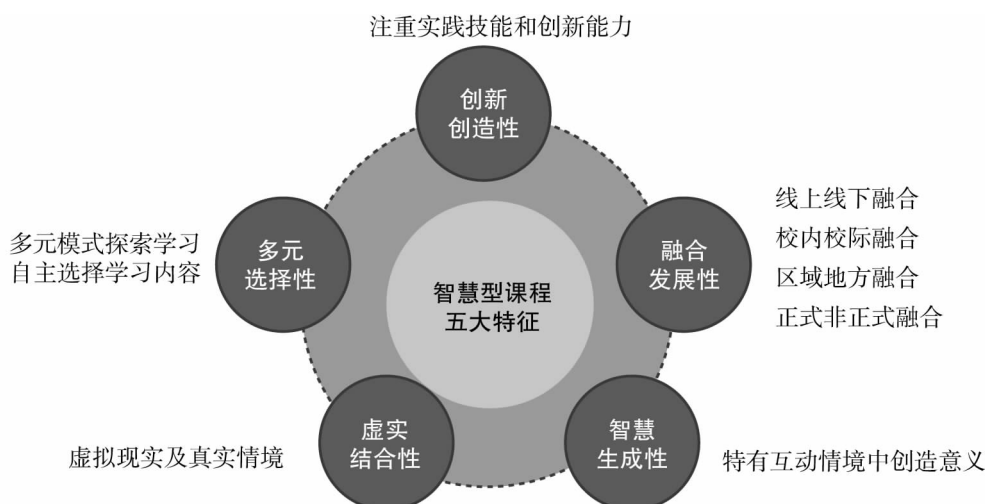 注重实践技能和创新能力
创新
创造性
多元模式探索学习
自主选择学习内容
多元
选择性
融合
发展性
线上线下融合
校内校际融合
区域地方融合
正式非正式融合
智慧型课程
五大特征
虚拟现实及真实情境
虚实
结合性
智慧
生成性
特有互动情境中创造意义